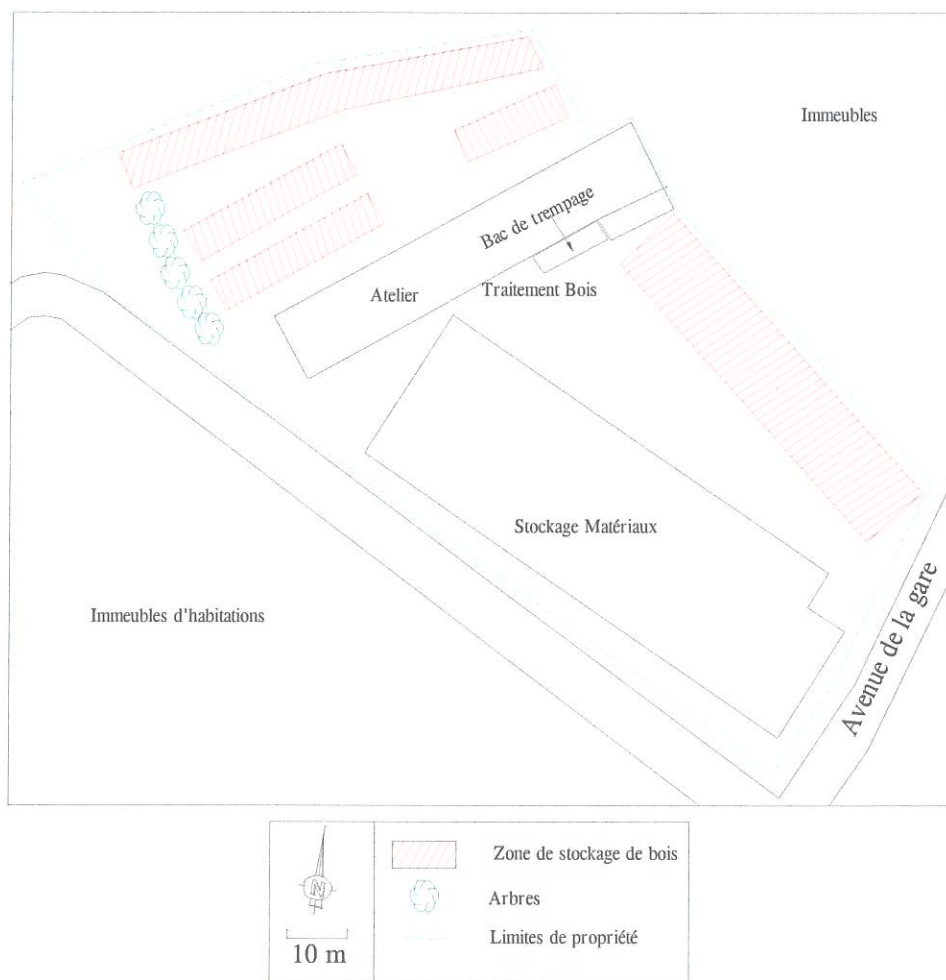 Immeubles
Bac de trempage
Atelier
Traitement Bois
Stockage Matériaux
Immeubles d'habitations
Avenue de la gare
N
10 m
Zone de stockage de bois
Arbres
Limites de propriété